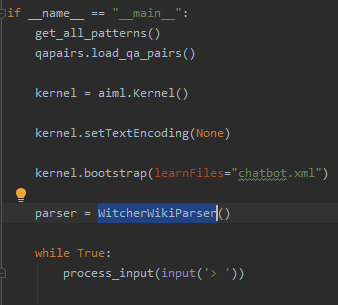 if __name__ == "__main__":
    get_all_patterns()
    qapairs.load_qa_pairs()
    kernel = aiml.Kernel()
    kernel.setTextEncoding(None)
    kernel.bootstrap(learnFiles="chatbot.xml")
    parser = WitcherWikiParser()
    while True:
        process_input(input('> '))